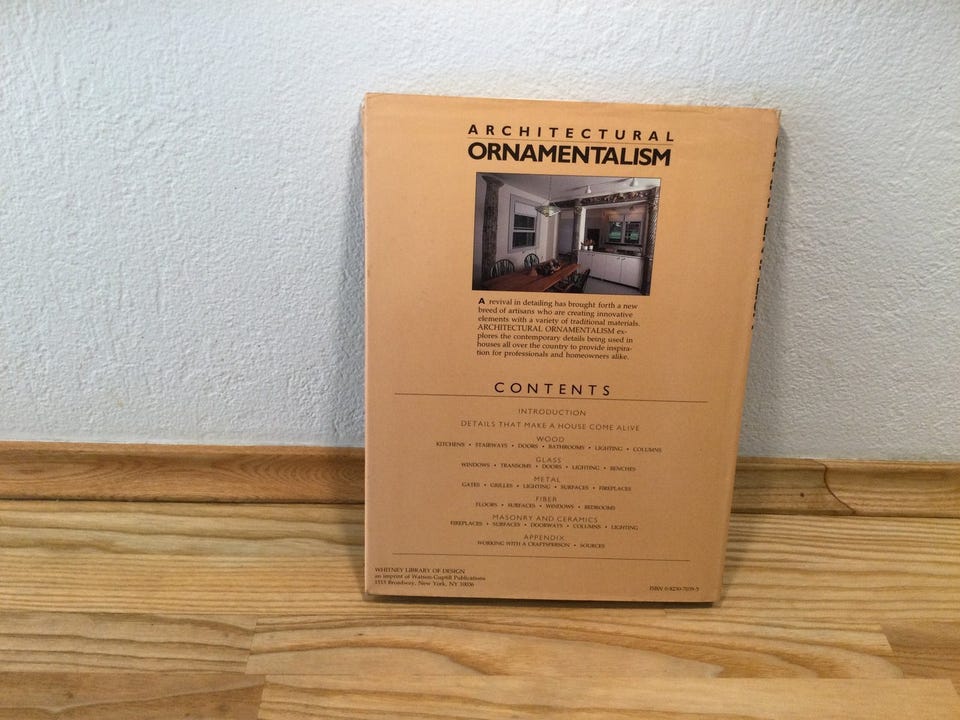 ARCHITECTURAL
ORNAMENTALISM
A revival in detailing has brought forth a new
breed of artisans who are creating innovative
elements with a variety of traditional materials.
ARCHITECTURAL ORNAMENTALISM ex-
plores the contemporary details being used in
houses all over the country to provide inspira-
tion for professionals and homeowners alike.
CONTENTS
INTRODUCTION
DETAILS THAT MAKE A HOUSE COME ALIVE
WOOD
KITCHENS • STAIRWAYS • DOORS • BATHROOMS • LIGHTING • COLUMNS
GLASS
WINDOWS • TRANSOMS • DOORS • LIGHTING • BENCHES
METAL
GATES • GRILLES • LIGHTING • SURFACES • FIREPLACES
FIBER
FLOORS • SURFACES • WINDOWS • BEDROOMS
MASONRY AND CERAMICS
FIREPLACES • SURFACES • DOORWAYS • COLUMNS • LIGHTING
APPENDIX
WORKING WITH A CRAFTSPERSON • SOURCES
WHITNEY LIBRARY OF DESIGN
an imprint of Watson-Guptill Publications
1515 Broadway, New York, NY 10036
ISBN 0-8230-7039-5